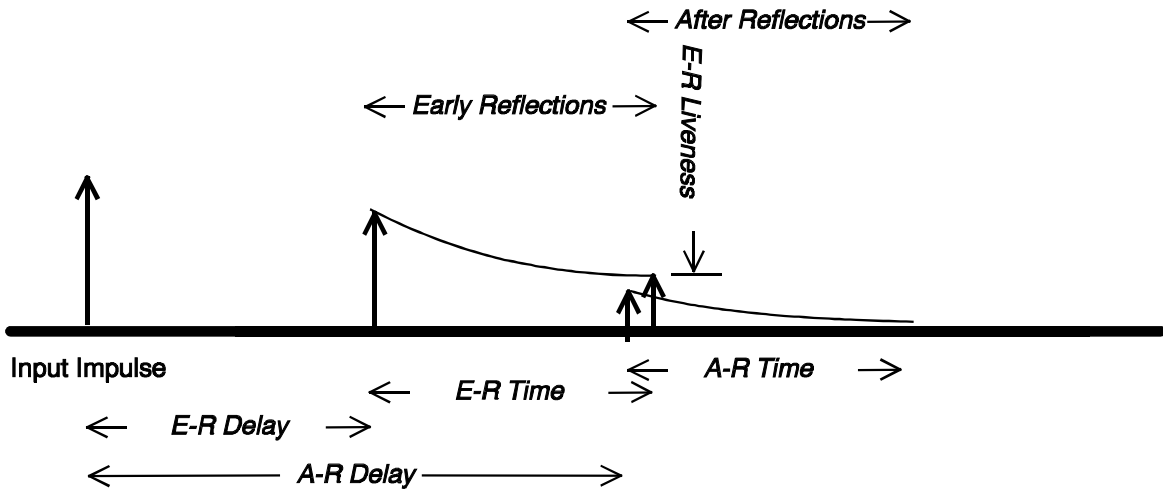 After Reflections
E-R Liveness
Early Reflections
Input Impulse
A-R Time
E-R Time
E-R Delay
A-R Delay